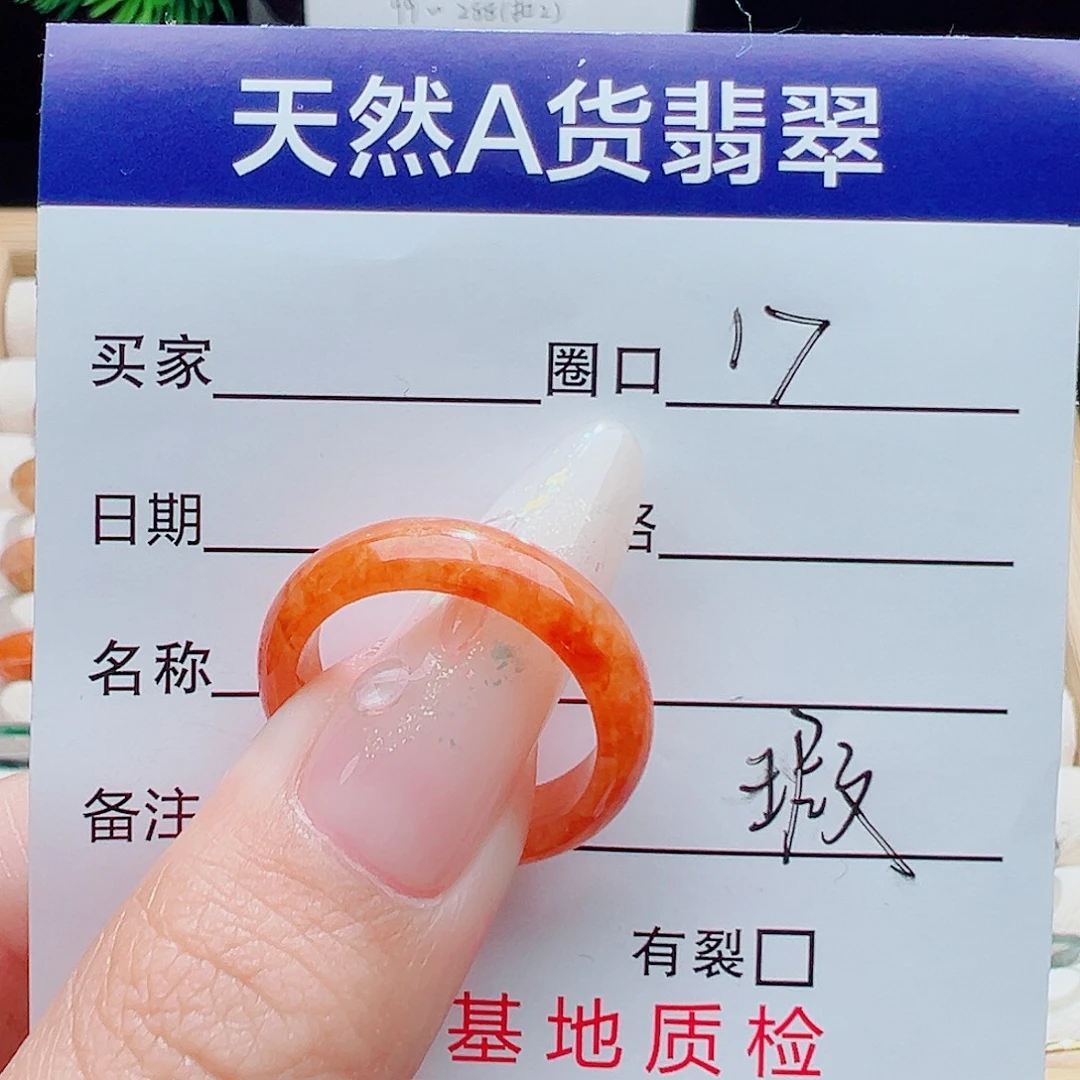 天然A货翡翠
买家 圈口 17
日期
名称
备注 瑕
有裂
基地质检